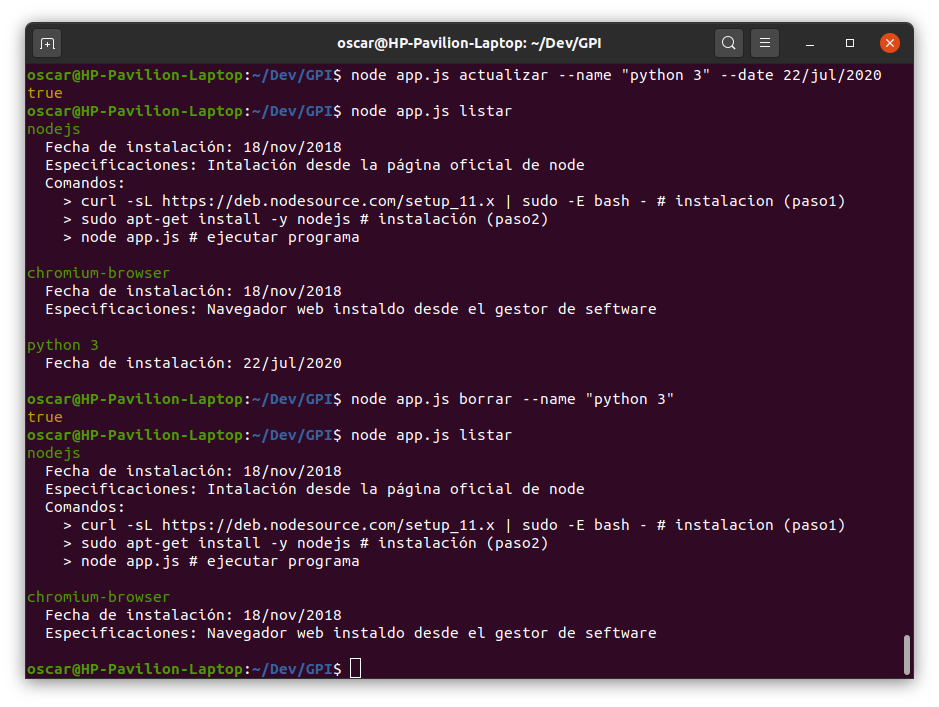 oscar@HP-Pavilion-Laptop: ~/Dev/GPI
oscar@HP-Pavilion-Laptop:~/Dev/GPI$ node app.js actualizar --name "python 3" --date 22/jul/2020
true
oscar@HP-Pavilion-Laptop:~/Dev/GPI$ node app.js listar
nodejs
  Fecha de instalación: 18/nov/2018
  Especificaciones: Intalación desde la página oficial de node
  Comandos:
    > curl -sL https://deb.nodesource.com/setup_11.x | sudo -E bash - # instalacion (paso1)
    > sudo apt-get install -y nodejs # instalación (paso2)
    > node app.js # ejecutar programa
chromium-browser
  Fecha de instalación: 18/nov/2018
  Especificaciones: Navegador web instaldo desde el gestor de software
python 3
  Fecha de instalación: 22/jul/2020
oscar@HP-Pavilion-Laptop:~/Dev/GPI$ node app.js borrar --name "python 3"
true
oscar@HP-Pavilion-Laptop:~/Dev/GPI$ node app.js listar
nodejs
  Fecha de instalación: 18/nov/2018
  Especificaciones: Intalación desde la página oficial de node
  Comandos:
    > curl -sL https://deb.nodesource.com/setup_11.x | sudo -E bash - # instalacion (paso1)
    > sudo apt-get install -y nodejs # instalación (paso2)
    > node app.js # ejecutar programa
chromium-browser
  Fecha de instalación: 18/nov/2018
  Especificaciones: Navegador web instaldo desde el gestor de software
oscar@HP-Pavilion-Laptop:~/Dev/GPI$